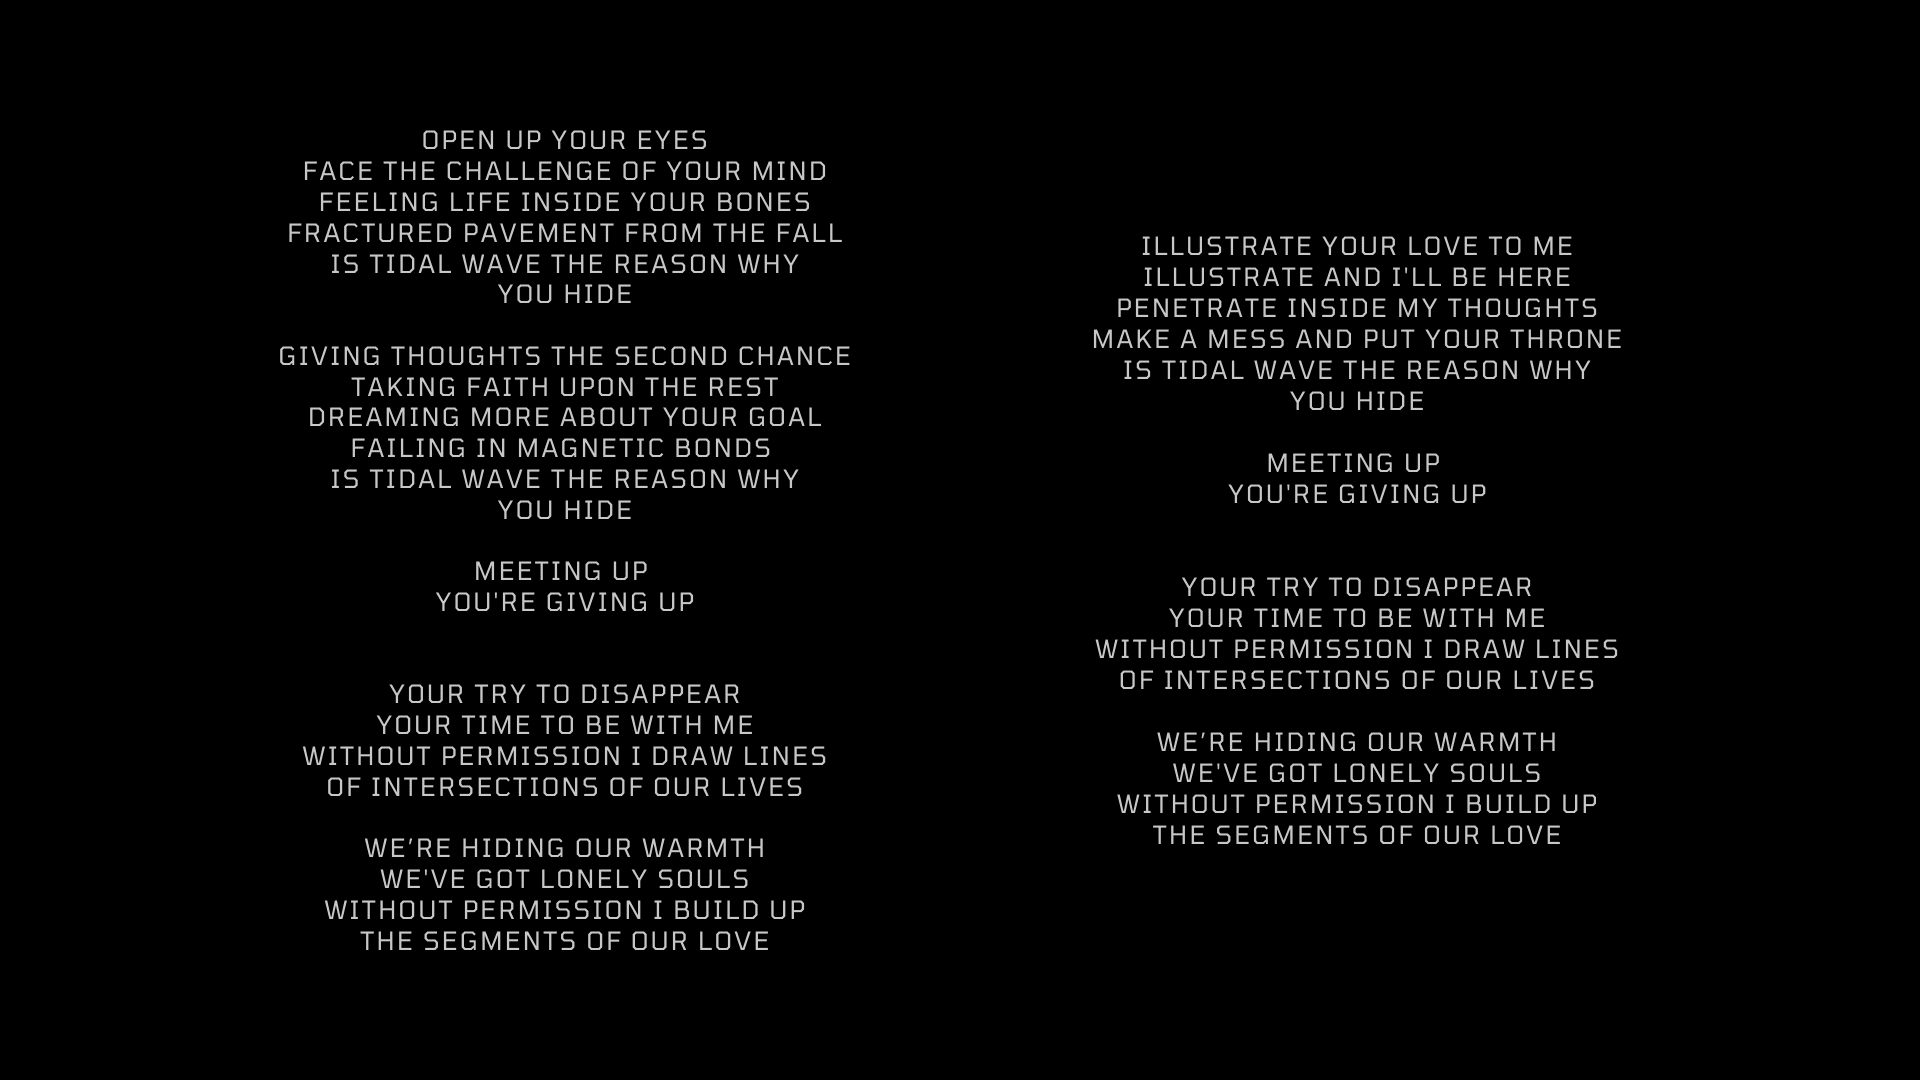 OPEN UP YOUR EYES
FACE THE CHALLENGE OF YOUR MIND
FEELING LIFE INSIDE YOUR BONES
FRACTURED PAVEMENT FROM THE FALL
IS TIDAL WAVE THE REASON WHY
YOU HIDE
GIVING THOUGHTS THE SECOND CHANCE
TAKING FAITH UPON THE REST
DREAMING MORE ABOUT YOUR GOAL
FAILING IN MAGNETIC BONDS
IS TIDAL WAVE THE REASON WHY
YOU HIDE
MEETING UP
YOU'RE GIVING UP
YOUR TRY TO DISAPPEAR
YOUR TIME TO BE WITH ME
WITHOUT PERMISSION I DRAW LINES
OF INTERSECTIONS OF OUR LIVES
WE’RE HIDING OUR WARMTH
WE'VE GOT LONELY SOULS
WITHOUT PERMISSION I BUILD UP
THE SEGMENTS OF OUR LOVE
ILLUSTRATE YOUR LOVE TO ME
ILLUSTRATE AND I'LL BE HERE
PENETRATE INSIDE MY THOUGHTS
MAKE A MESS AND PUT YOUR THRONE
IS TIDAL WAVE THE REASON WHY
YOU HIDE
MEETING UP
YOU'RE GIVING UP
YOUR TRY TO DISAPPEAR
YOUR TIME TO BE WITH ME
WITHOUT PERMISSION I DRAW LINES
OF INTERSECTIONS OF OUR LIVES
WE’RE HIDING OUR WARMTH
WE'VE GOT LONELY SOULS
WITHOUT PERMISSION I BUILD UP
THE SEGMENTS OF OUR LOVE